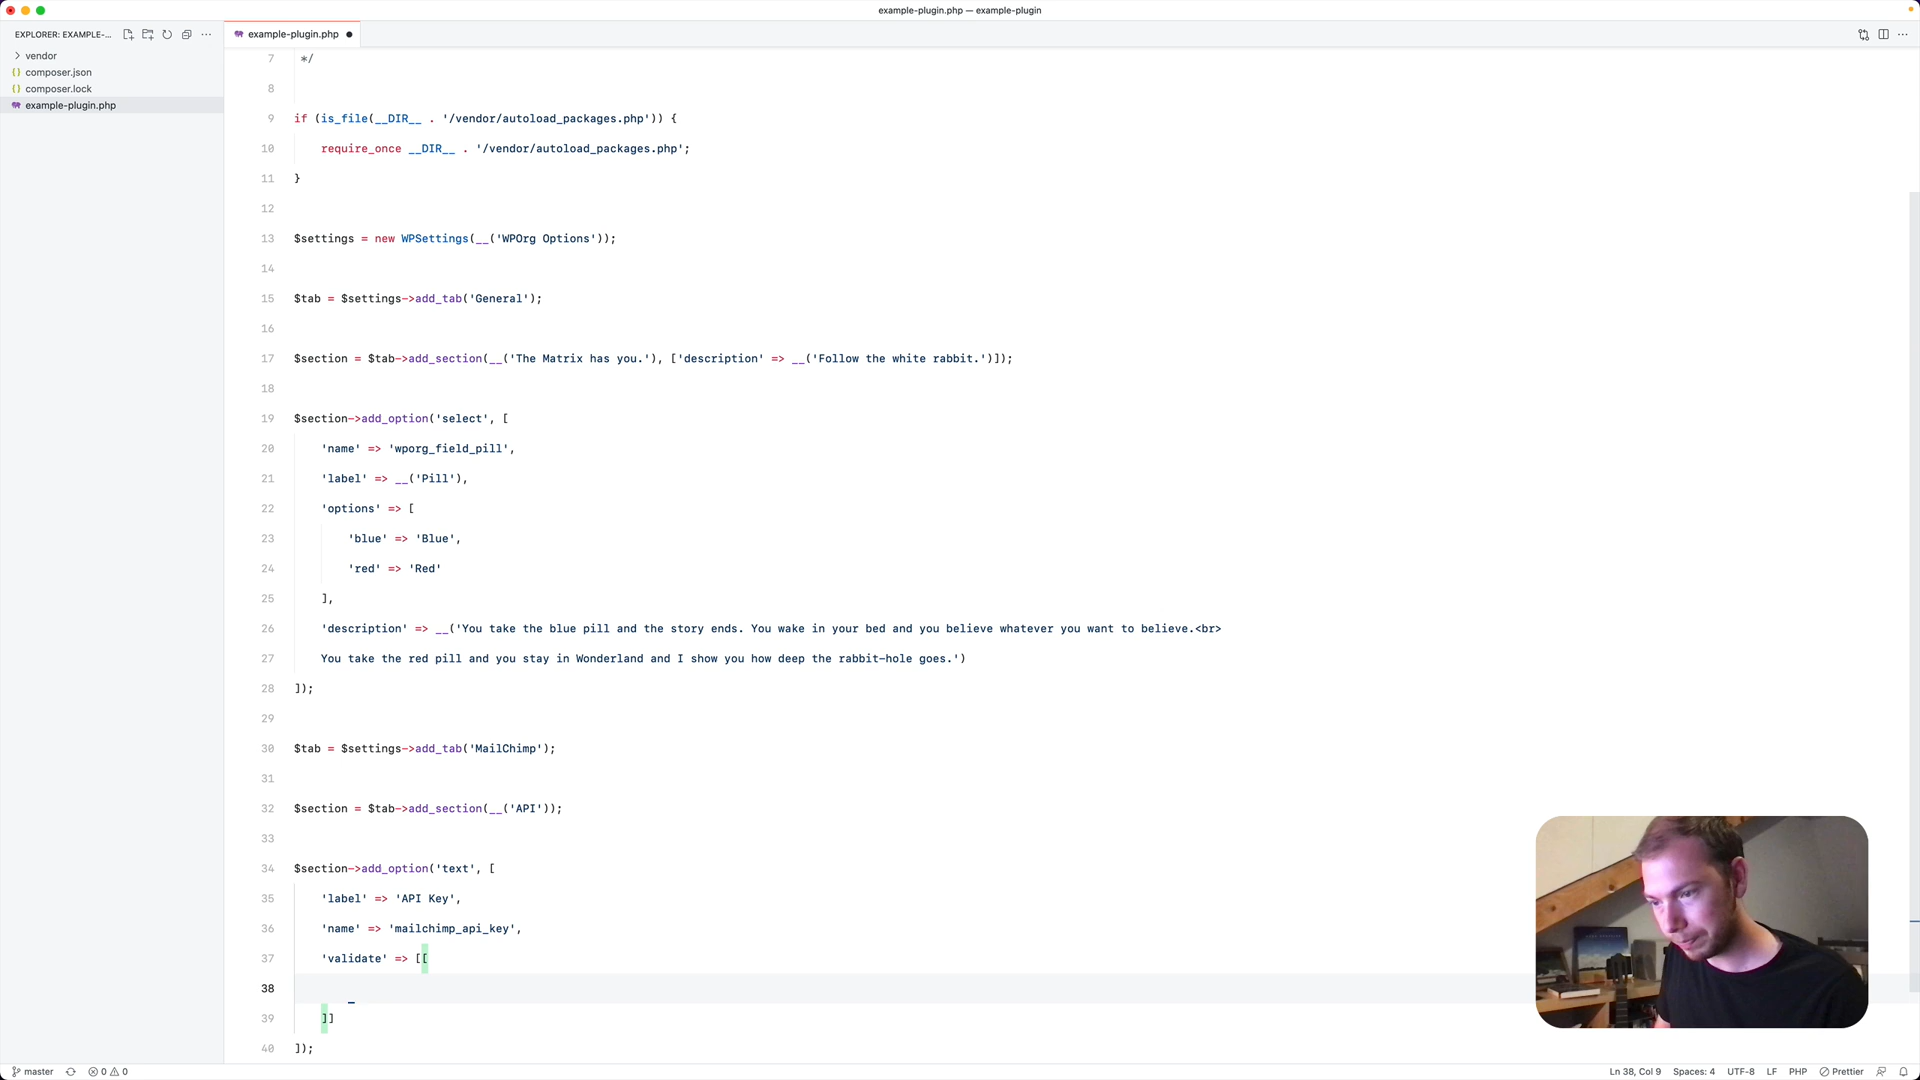 example-plugin.php — example-plugin
EXPLORER: EXAMPLE-...
vendor
composer.json
composer.lock
example-plugin.php
example-plugin.php
7 */
8
9 if (is_file(__DIR__ . '/vendor/autoload_packages.php')) {
10 require_once __DIR__ . '/vendor/autoload_packages.php';
11 }
12
13 $settings = new WPSettings(__('WPOrg Options'));
14
15 $tab = $settings->add_tab('General');
16
17 $section = $tab->add_section(__('The Matrix has you.'), ['description' => __('Follow the white rabbit.')]);
18
19 $section->add_option('select', [
20 'name' => 'wporg_field_pill',
21 'label' => __('Pill'),
22 'options' => [
23 'blue' => 'Blue',
24 'red' => 'Red'
25 ],
26 'description' => __('You take the blue pill and the story ends. You wake in your bed and you believe whatever you want to believe.<br>
27 You take the red pill and you stay in Wonderland and I show you how deep the rabbit-hole goes.')
28 ]);
29
30 $tab = $settings->add_tab('MailChimp');
31
32 $section = $tab->add_section(__('API'));
33
34 $section->add_option('text', [
35 'label' => 'API Key',
36 'name' => 'mailchimp_api_key',
37 'validate' => [[
38
39 ]]
40 ]);
master 0 0 Ln 38, Col 9 Spaces: 4 UTF-8 LF PHP Prettier